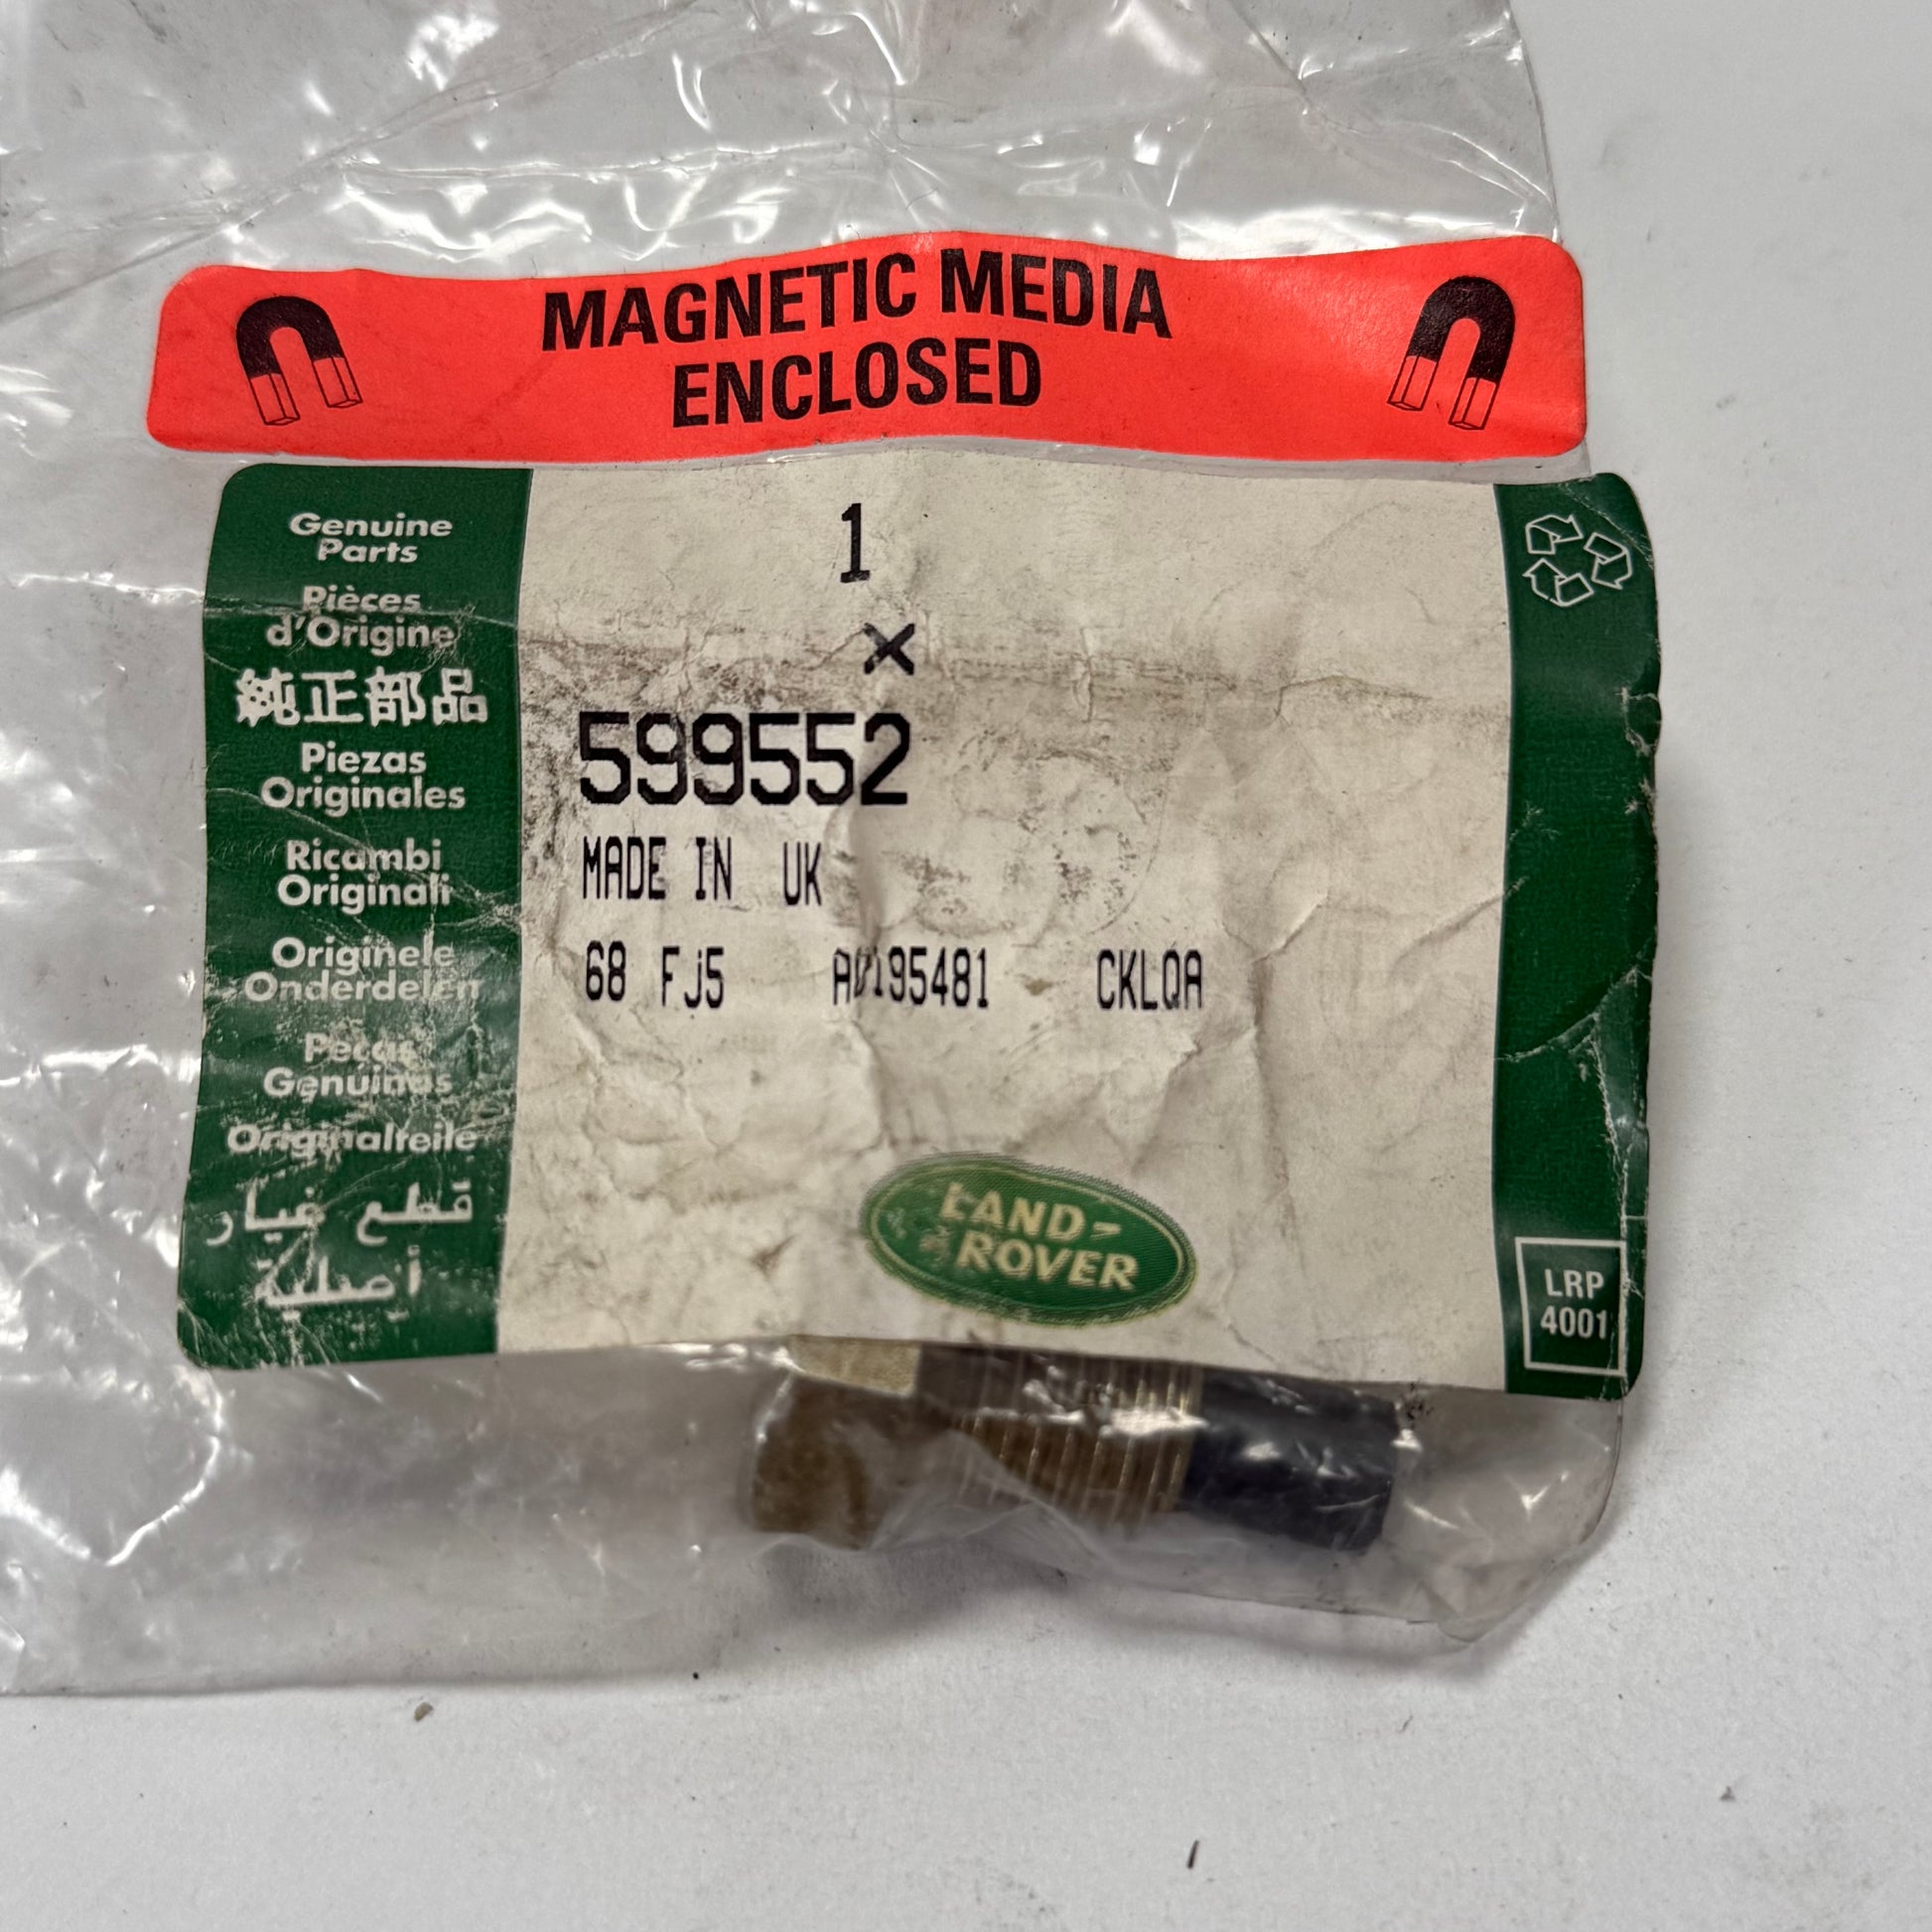 MAGNETIC MEDIA
ENCLOSED
Genuine
Parts
Pièces
d'Origine
純正部品
Piezas
Originales
Ricambi
Originali
Originele
Onderdelen
Peças
Genuinas
Originalteile
قطع غيار
أصلية
1
×
599552
MADE IN UK
68 FJ5 A0195481 CKLQA
LAND-
ROVER
LRP
4001